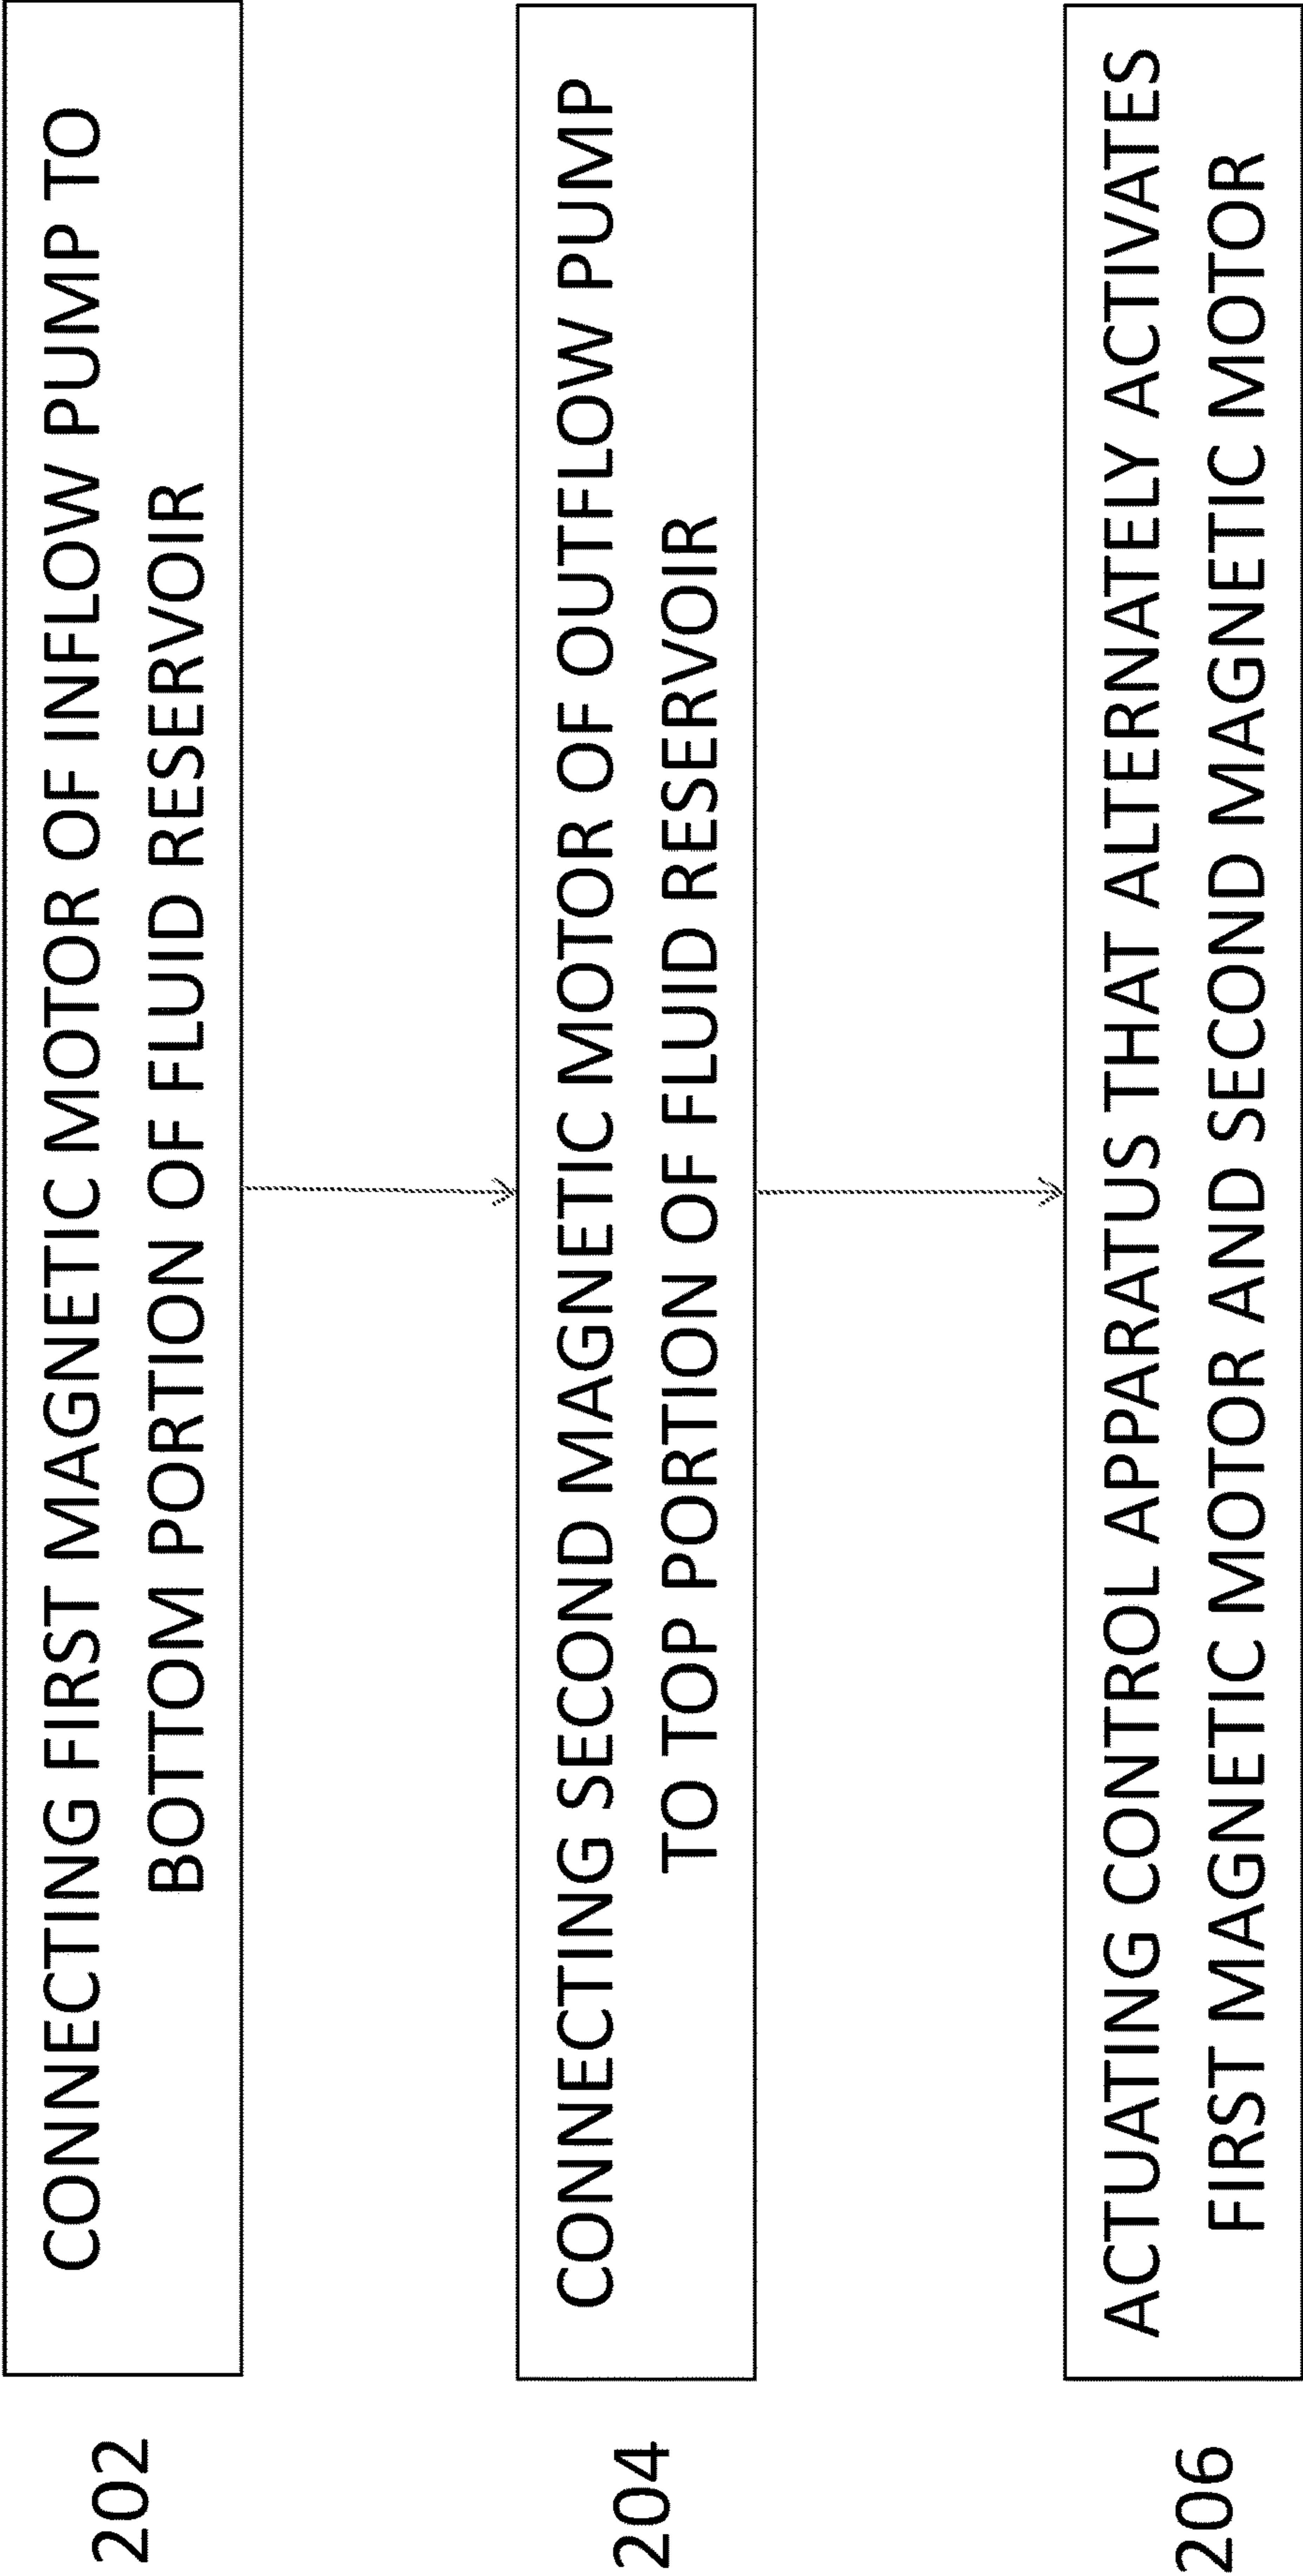 202
CONNECTING FIRST MAGNETIC MOTOR OF INFLOW PUMP TO
BOTTOM PORTION OF FLUID RESERVOIR
204
CONNECTING SECOND MAGNETIC MOTOR OF OUTFLOW PUMP
TO TOP PORTION OF FLUID RESERVOIR
206
ACTUATING CONTROL APPARATUS THAT ALTERNATELY ACTIVATES
FIRST MAGNETIC MOTOR AND SECOND MAGNETIC MOTOR